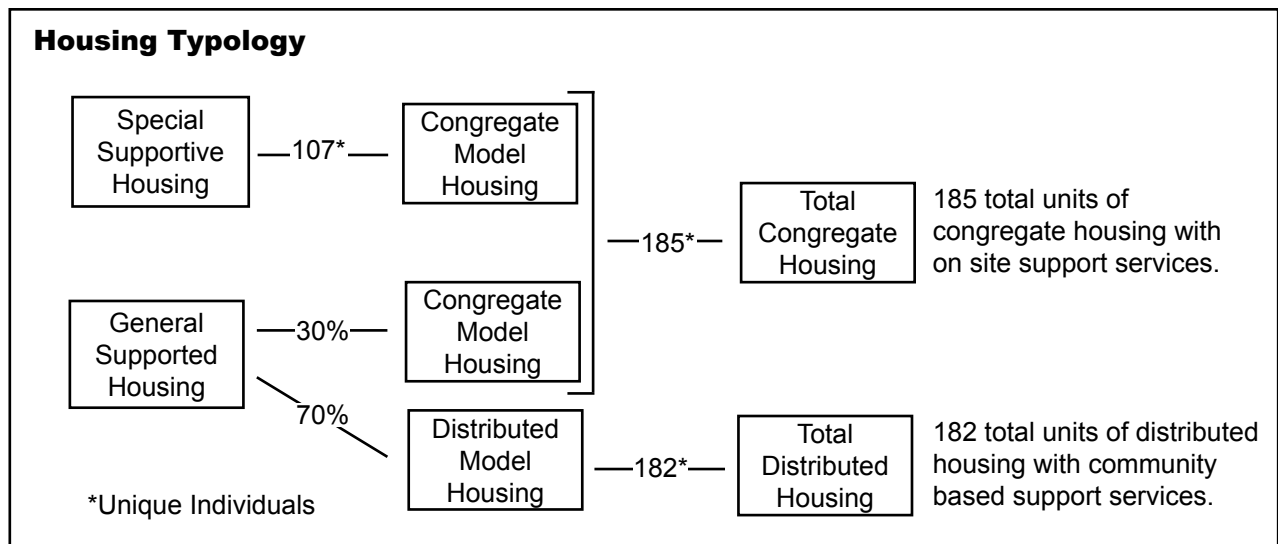 Housing Typology
Special
Supportive
Housing
107*
Congregate
Model
Housing
185*
Total
Congregate
Housing
185 total units of
congregate housing with
on site support services.
General
Supported
Housing
30%
Congregate
Model
Housing
70%
Distributed
Model
Housing
182*
Total
Distributed
Housing
182 total units of distributed
housing with community
based support services.
*Unique Individuals